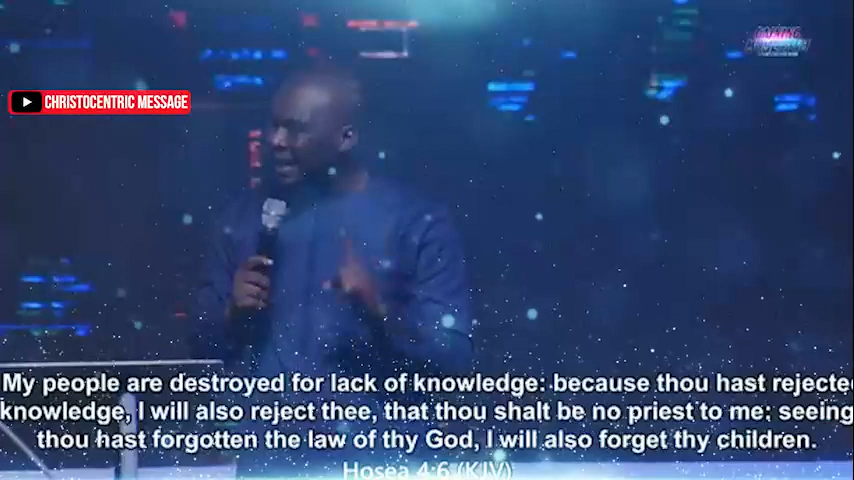 CHRISTOCENTRIC MESSAGE
My people are destroyed for lack of knowledge: because thou hast rejected
knowledge, I will also reject thee, that thou shalt be no priest to me: seeing
thou hast forgotten the law of thy God, I will also forget thy children.
Hosea 4:6 (KJV)